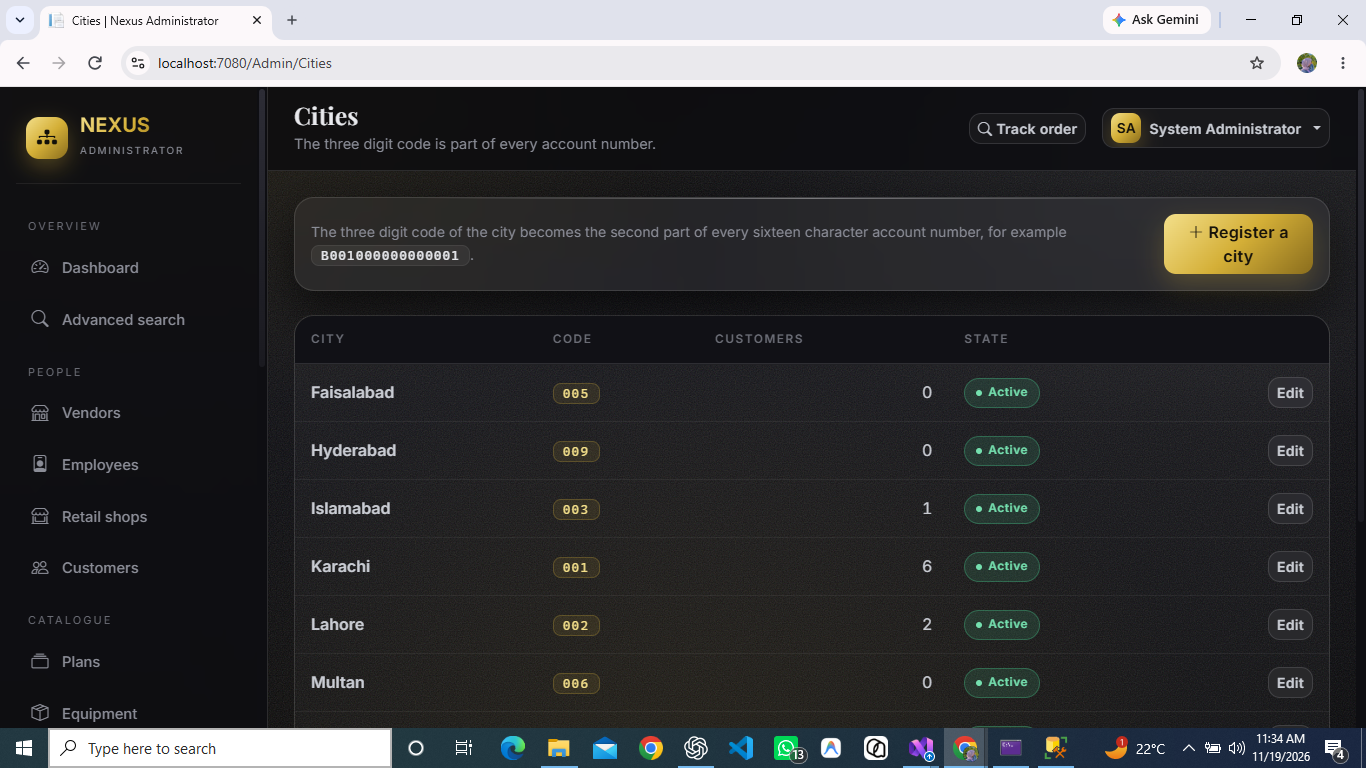 Cities | Nexus Administrator
Ask Gemini
localhost:7080/Admin/Cities
NEXUS
ADMINISTRATOR
OVERVIEW
Dashboard
Advanced search
PEOPLE
Vendors
Employees
Retail shops
Customers
CATALOGUE
Plans
Equipment
Cities
The three digit code is part of every account number.
Track order
SA System Administrator
The three digit code of the city becomes the second part of every sixteen character account number, for example
B001000000000001.
+ Register a
city
CITY CODE CUSTOMERS STATE
Faisalabad 005 0 Active Edit
Hyderabad 009 0 Active Edit
Islamabad 003 1 Active Edit
Karachi 001 6 Active Edit
Lahore 002 2 Active Edit
Multan 006 0 Active Edit
Type here to search
13
1
22°C
11:34 AM
11/19/2026
4